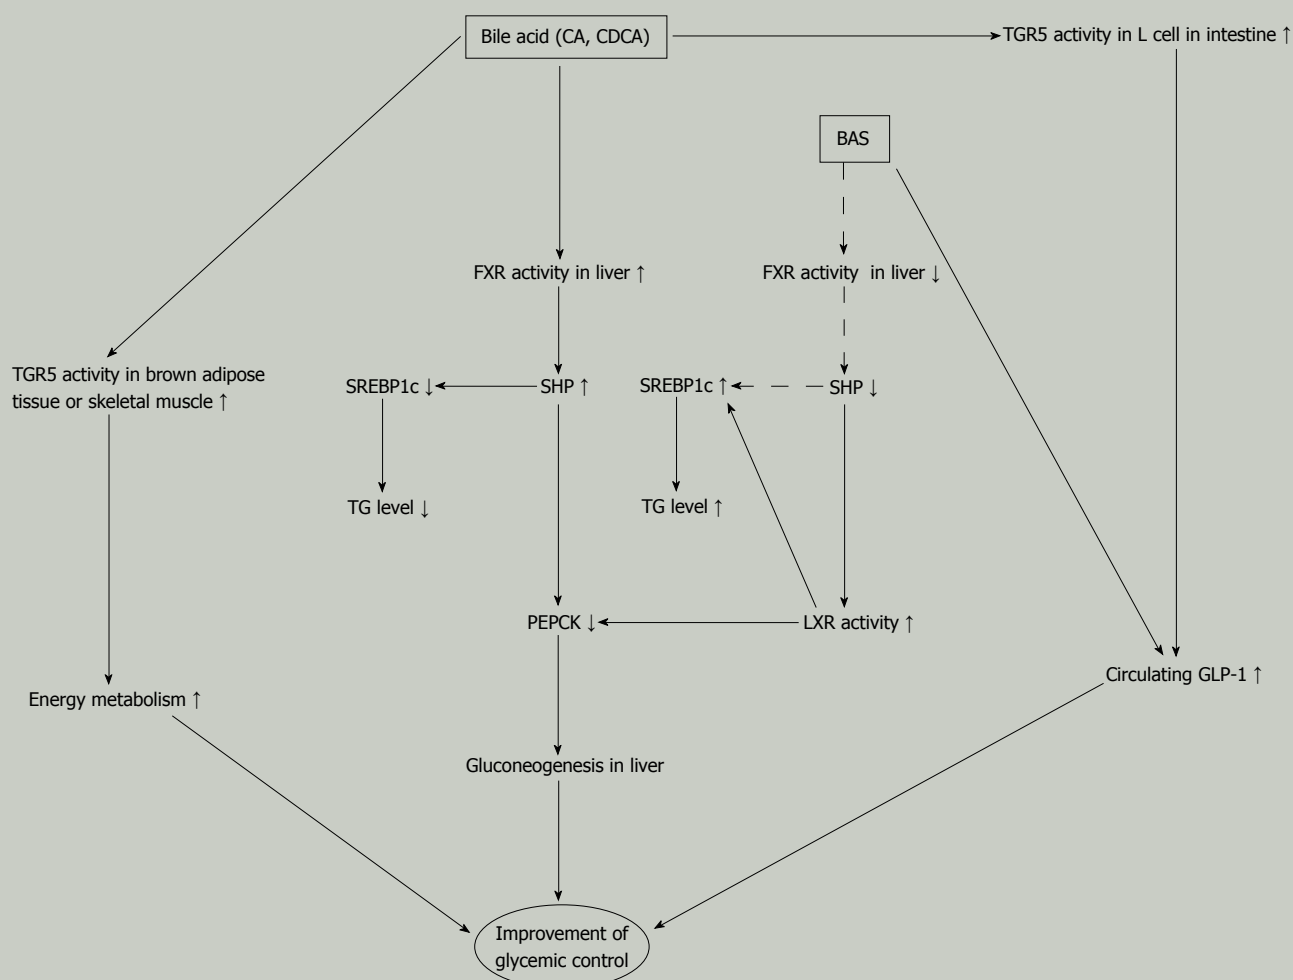 Bile acid (CA, CDCA)
TGR5 activity in L cell in intestine ↑
BAS
FXR activity in liver ↑
FXR activity  in liver ↓
TGR5 activity in brown adipose
tissue or skeletal muscle ↑
SREBP1c ↓
SHP ↑
SREBP1c ↑
SHP ↓
TG level ↓
TG level ↑
PEPCK ↓
LXR activity ↑
Circulating GLP-1 ↑
Energy metabolism ↑
Gluconeogenesis in liver
Improvement of
glycemic control